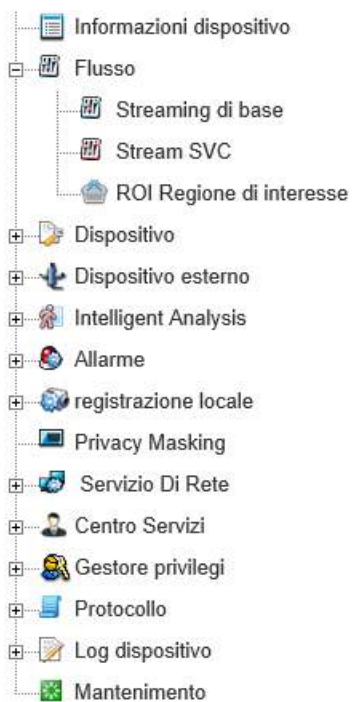 Informazioni dispositivo
Flusso
Streaming di base
Stream SVC
ROI Regione di interesse
Dispositivo
Dispositivo esterno
Intelligent Analysis
Allarme
registrazione locale
Privacy Masking
Servizio Di Rete
Centro Servizi
Gestore privilegi
Protocollo
Log dispositivo
Mantenimento